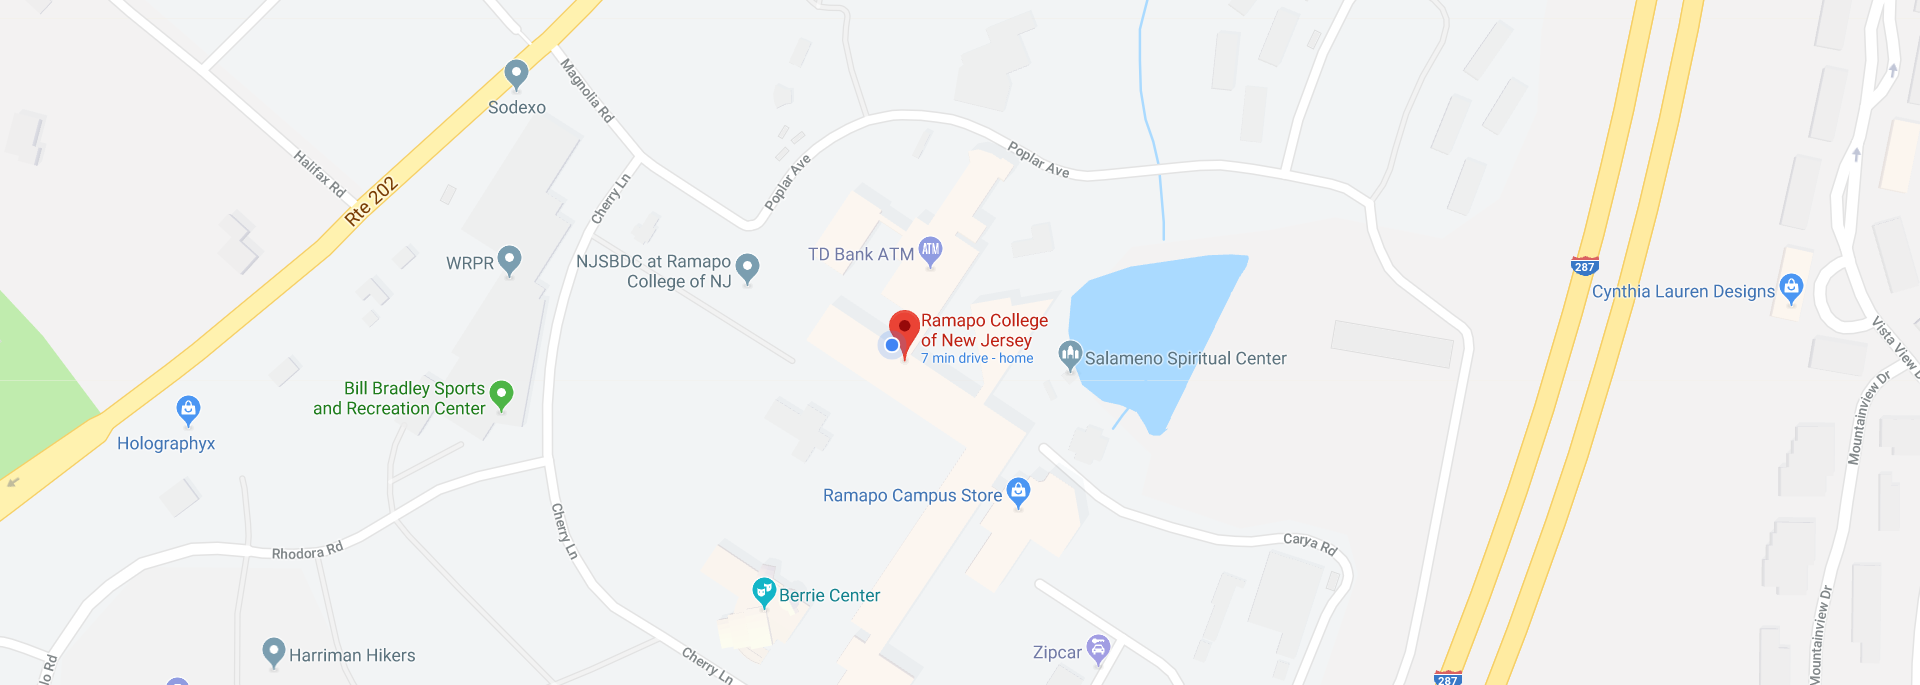 Magnolia Rd
Sodexo
Halifax Rd
Rte 202
Poplar Ave
Poplar Ave
Cherry Ln
WRPR
NJSBDC at Ramapo
College of NJ
TD Bank ATM
ATM
287
Cynthia Lauren Designs
Ramapo College
of New Jersey
7 min drive - home
Salameno Spiritual Center
Vista View D
Mountainview Dr
Bill Bradley Sports
and Recreation Center
Holographyx
Ramapo Campus Store
Rhodora Rd
Cherry Ln
Carya Rd
Berrie Center
Harriman Hikers
Cherry Ln
Zipcar
lo Rd
287
Mountainview Dr